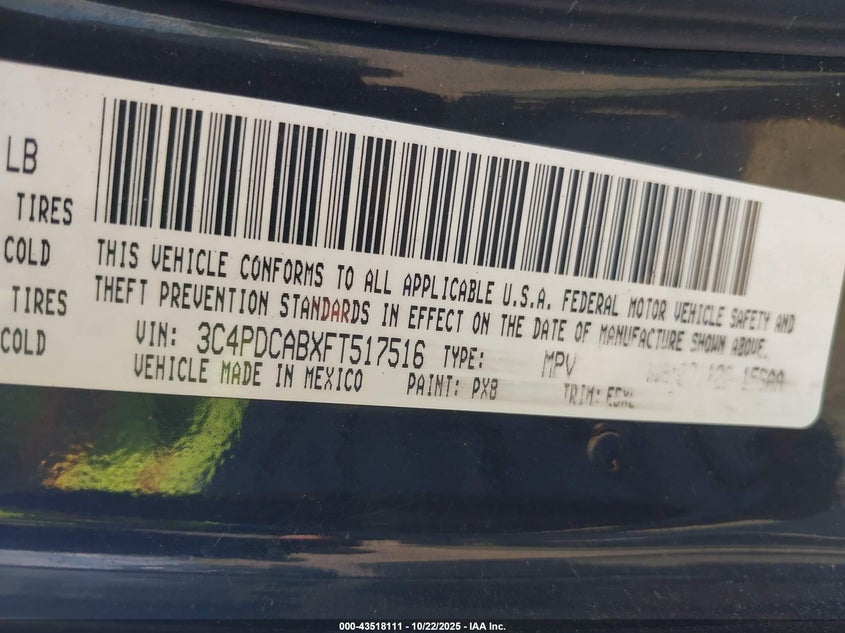 LB
TIRES
COLD
TIRES
COLD
THIS VEHICLE CONFORMS TO ALL APPLICABLE U.S.A. FEDERAL MOTOR VEHICLE SAFETY AND
THEFT PREVENTION STANDARDS IN EFFECT ON THE DATE OF MANUFACTURE SHOWN ABOVE.
VIN: 3C4PDCABXFT517516 TYPE: MPV
VEHICLE MADE IN MEXICO PAINT: PX8 TRIM:
000-43518111 - 10/22/2025 - IAA Inc.